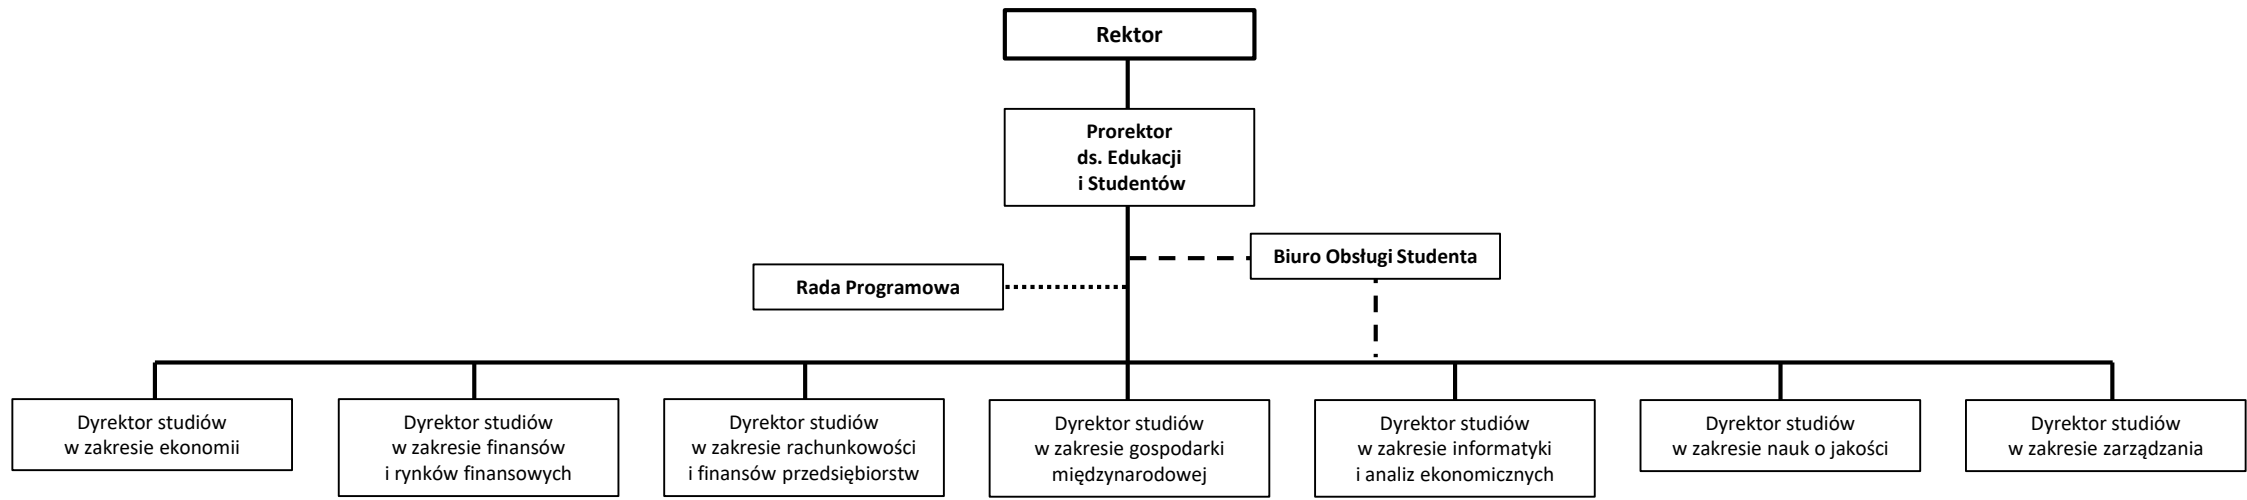 Rektor
Prorektor
ds. Edukacji
i Studentów
Biuro Obsługi Studenta
Rada Programowa
Dyrektor studiów
w zakresie ekonomii
Dyrektor studiów
w zakresie finansów
i rynków finansowych
Dyrektor studiów
w zakresie rachunkowości
i finansów przedsiębiorstw
Dyrektor studiów
w zakresie gospodarki
międzynarodowej
Dyrektor studiów
w zakresie informatyki
i analiz ekonomicznych
Dyrektor studiów
w zakresie nauk o jakości
Dyrektor studiów
w zakresie zarządzania